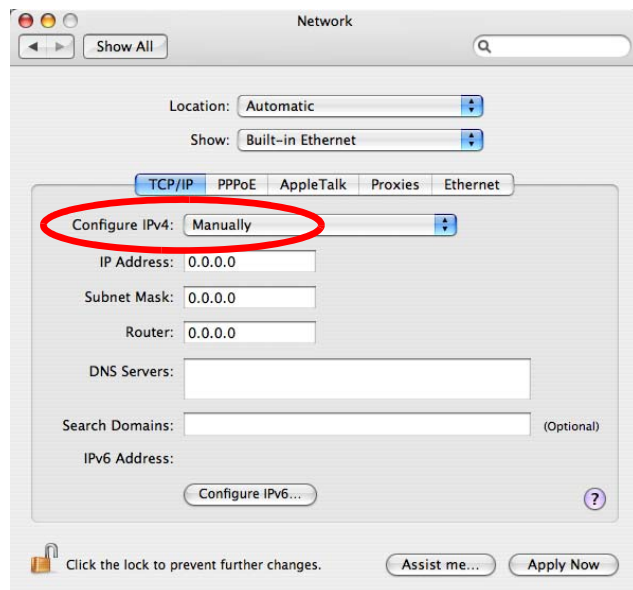 Network
Show All
Location: Automatic
Show: Built-in Ethernet
TCP/IP PPPoE AppleTalk Proxies Ethernet
Configure IPv4: Manually
IP Address: 0.0.0.0
Subnet Mask: 0.0.0.0
Router: 0.0.0.0
DNS Servers:
Search Domains: (Optional)
IPv6 Address:
Configure IPv6...
?
Click the lock to prevent further changes. Assist me... Apply Now